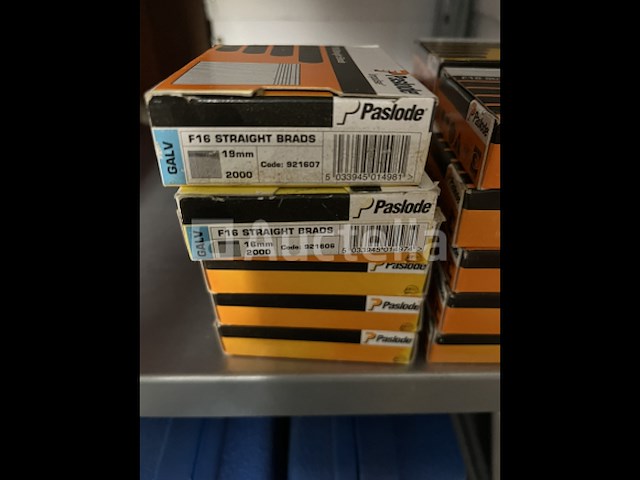 Paslode
Paslode
F16 STRAIGHT BRADS
GALV
19mm
Code: 921607
2000
5 033945 014981 >
Paslode
F16 STRAIGHT BRADS
GALV
16mm
Code: 921606
2000
Auctella
Paslode
Paslode
Paslode